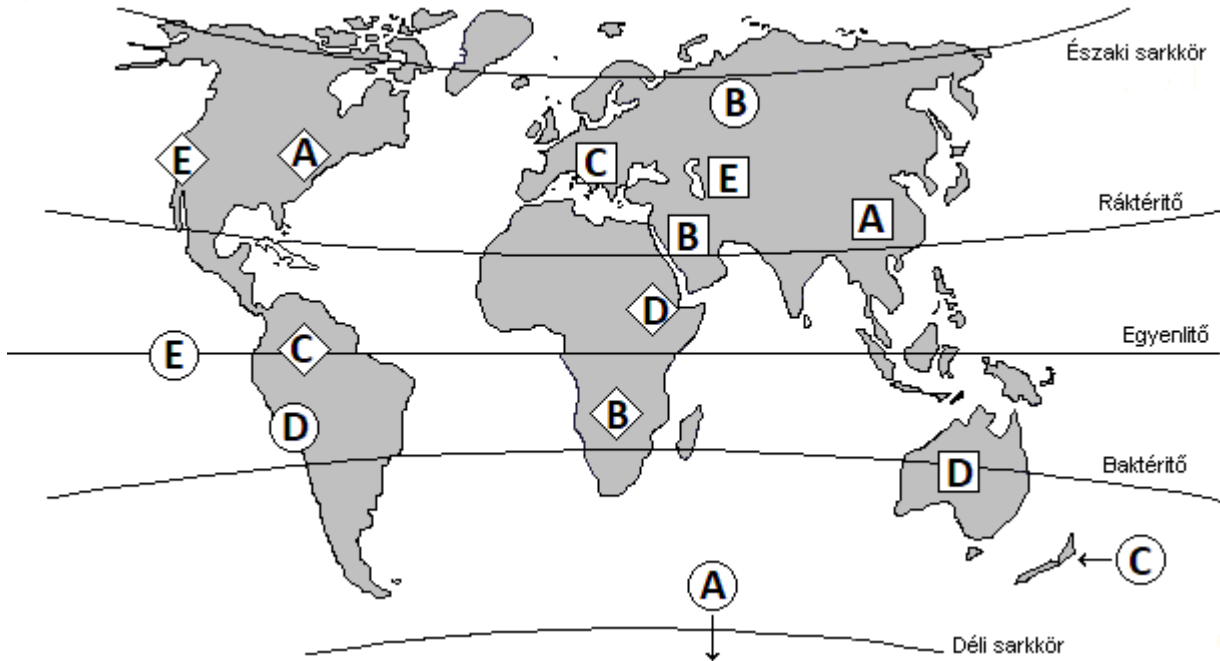 Északi sarkkör
B
E
A
C
E
A
Ráktérítő
B
D
Egyenlítő
E
C
D
B
Baktérítő
D
C
A
Déli sarkkör